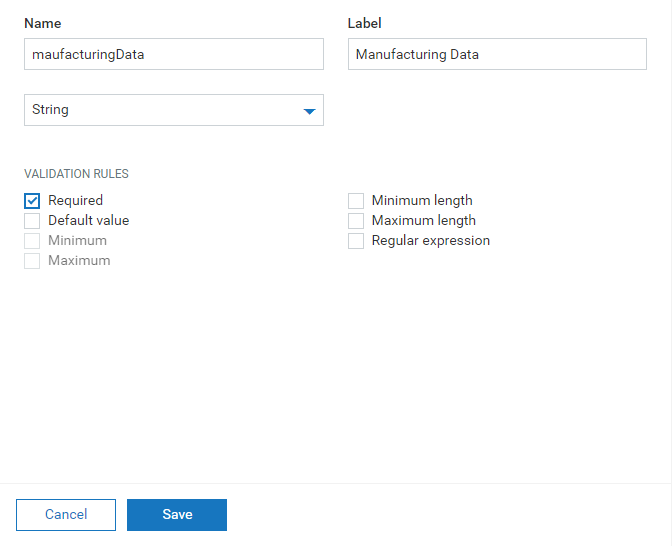 Name
Label
maufacturingData
Manufacturing Data
String
VALIDATION RULES
Required
Minimum length
Default value
Maximum length
Minimum
Regular expression
Maximum
Cancel
Save